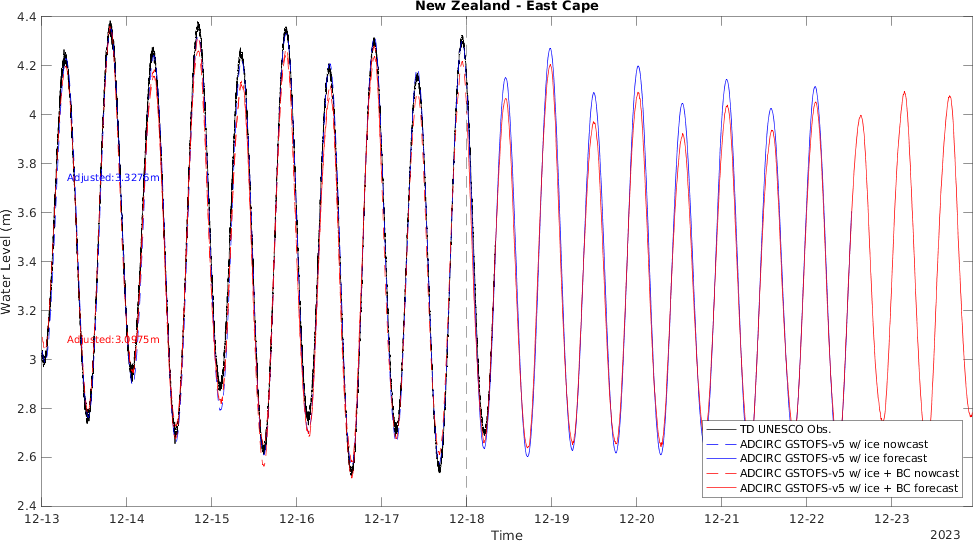 New Zealand - East Cape
4.4
4.2
4
3.8
3.6
3.4
3.2
3
2.8
2.6
2.4
Water Level (m)
Adjusted:3.3275m
Adjusted:3.0975m
TD UNESCO Obs.
ADCIRC GSTOFS-v5 w/ ice nowcast
ADCIRC GSTOFS-v5 w/ ice forecast
ADCIRC GSTOFS-v5 w/ ice + BC nowcast
ADCIRC GSTOFS-v5 w/ ice + BC forecast
12-13 12-14 12-15 12-16 12-17 12-18 12-19 12-20 12-21 12-22 12-23
Time
2023